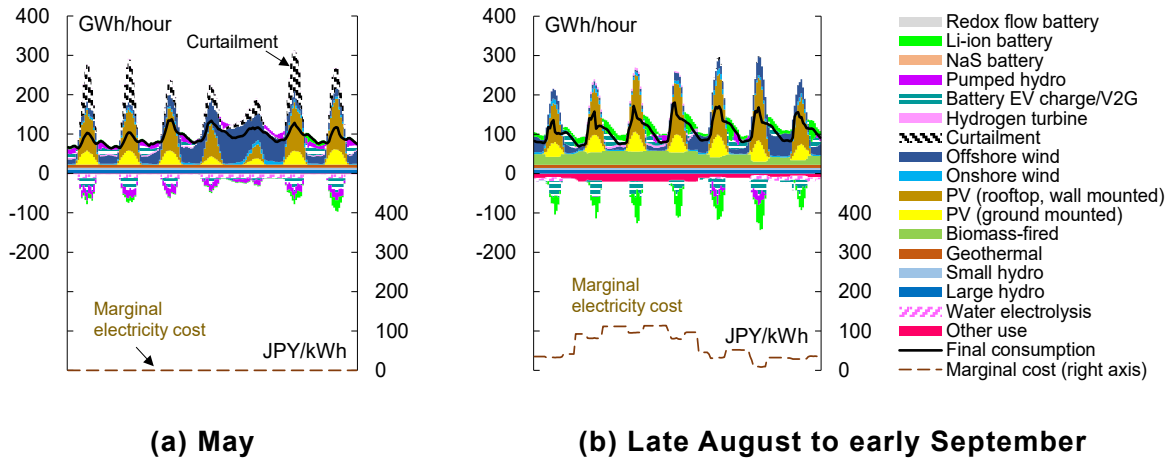 400
300
200
100
0
-100
-200
GWh/hour
Curtailment
400
300
200
100
0
Marginal
electricity cost
JPY/kWh
(a) May
400
300
200
100
0
-100
-200
GWh/hour
400
300
200
100
0
Marginal
electricity cost
JPY/kWh
(b) Late August to early September
Redox flow battery
Li-ion battery
NaS battery
Pumped hydro
Battery EV charge/V2G
Hydrogen turbine
Curtailment
Offshore wind
Onshore wind
PV (rooftop, wall mounted)
PV (ground mounted)
Biomass-fired
Geothermal
Small hydro
Large hydro
Water electrolysis
Other use
Final consumption
Marginal cost (right axis)